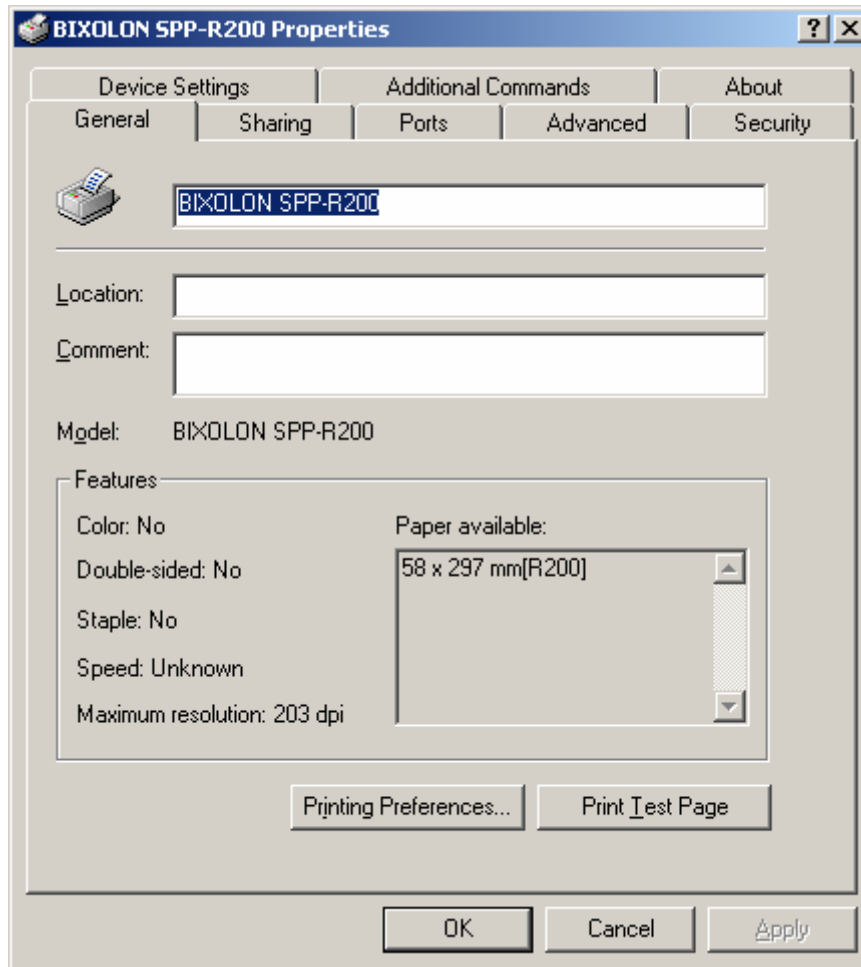 BIXOLON SPP-R200 Properties
Device Settings Additional Commands About
General Sharing Ports Advanced Security
BIXOLON SPP-R200
Location:
Comment:
Model: BIXOLON SPP-R200
Features
Color: No Paper available:
Double-sided: No 58 x 297 mm[R200]
Staple: No
Speed: Unknown
Maximum resolution: 203 dpi
Printing Preferences... Print Test Page
OK Cancel Apply